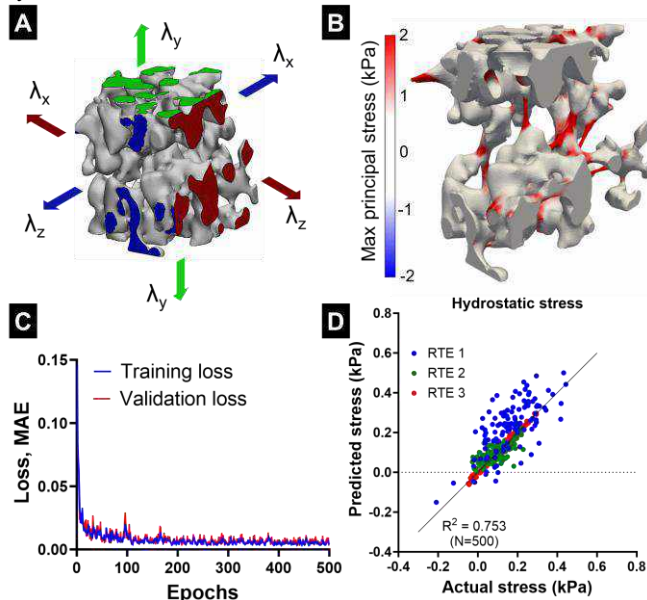 A
λy
λx
λx
λz
λz
λy
B
Max principal stress (kPa)
2
1
0
-1
-2
C
Loss, MAE
0.15
0.10
0.05
0.00
Training loss
Validation loss
0 100 200 300 400 500
Epochs
D
Hydrostatic stress
Predicted stress (kPa)
0.8
0.6
0.4
0.2
0.0
-0.2
-0.4
RTE 1
RTE 2
RTE 3
R² = 0.753
(N=500)
-0.4 -0.0 0.2 0.4 0.6 0.8
Actual stress (kPa)